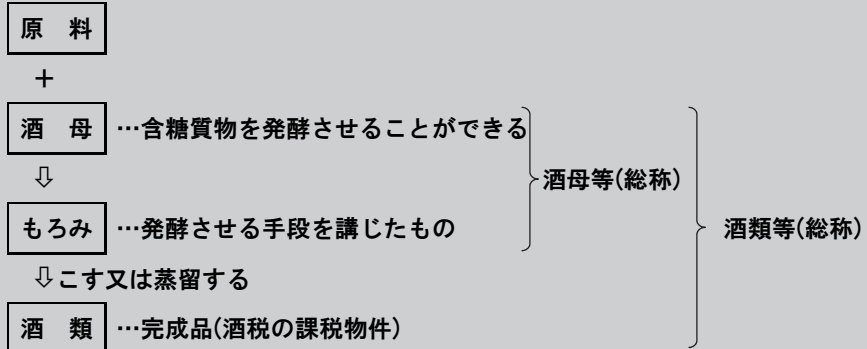 原　料
＋
酒　母 …含糖質物を発酵させることができる
⇩ 酒母等(総称)
もろみ …発酵させる手段を講じたもの 酒類等(総称)
⇩こす又は蒸留する
酒　類 …完成品(酒税の課税物件)